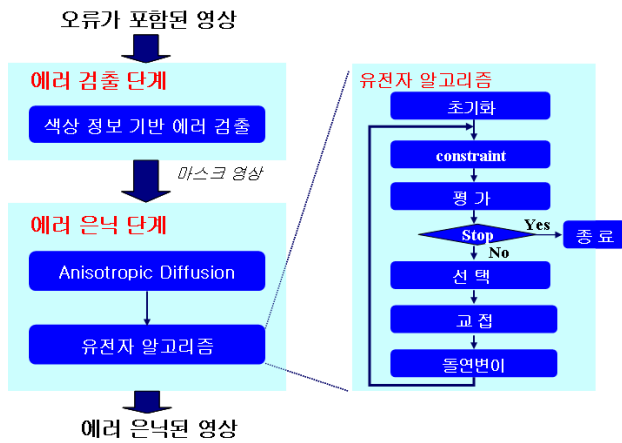 오류가 포함된 영상
에러 검출 단계
색상 정보 기반 에러 검출
마스크 영상
에러 은닉 단계
Anisotropic Diffusion
유전자 알고리즘
에러 은닉된 영상
유전자 알고리즘
초기화
constraint
평 가
Stop
Yes
종 료
No
선 택
교 접
돌연변이